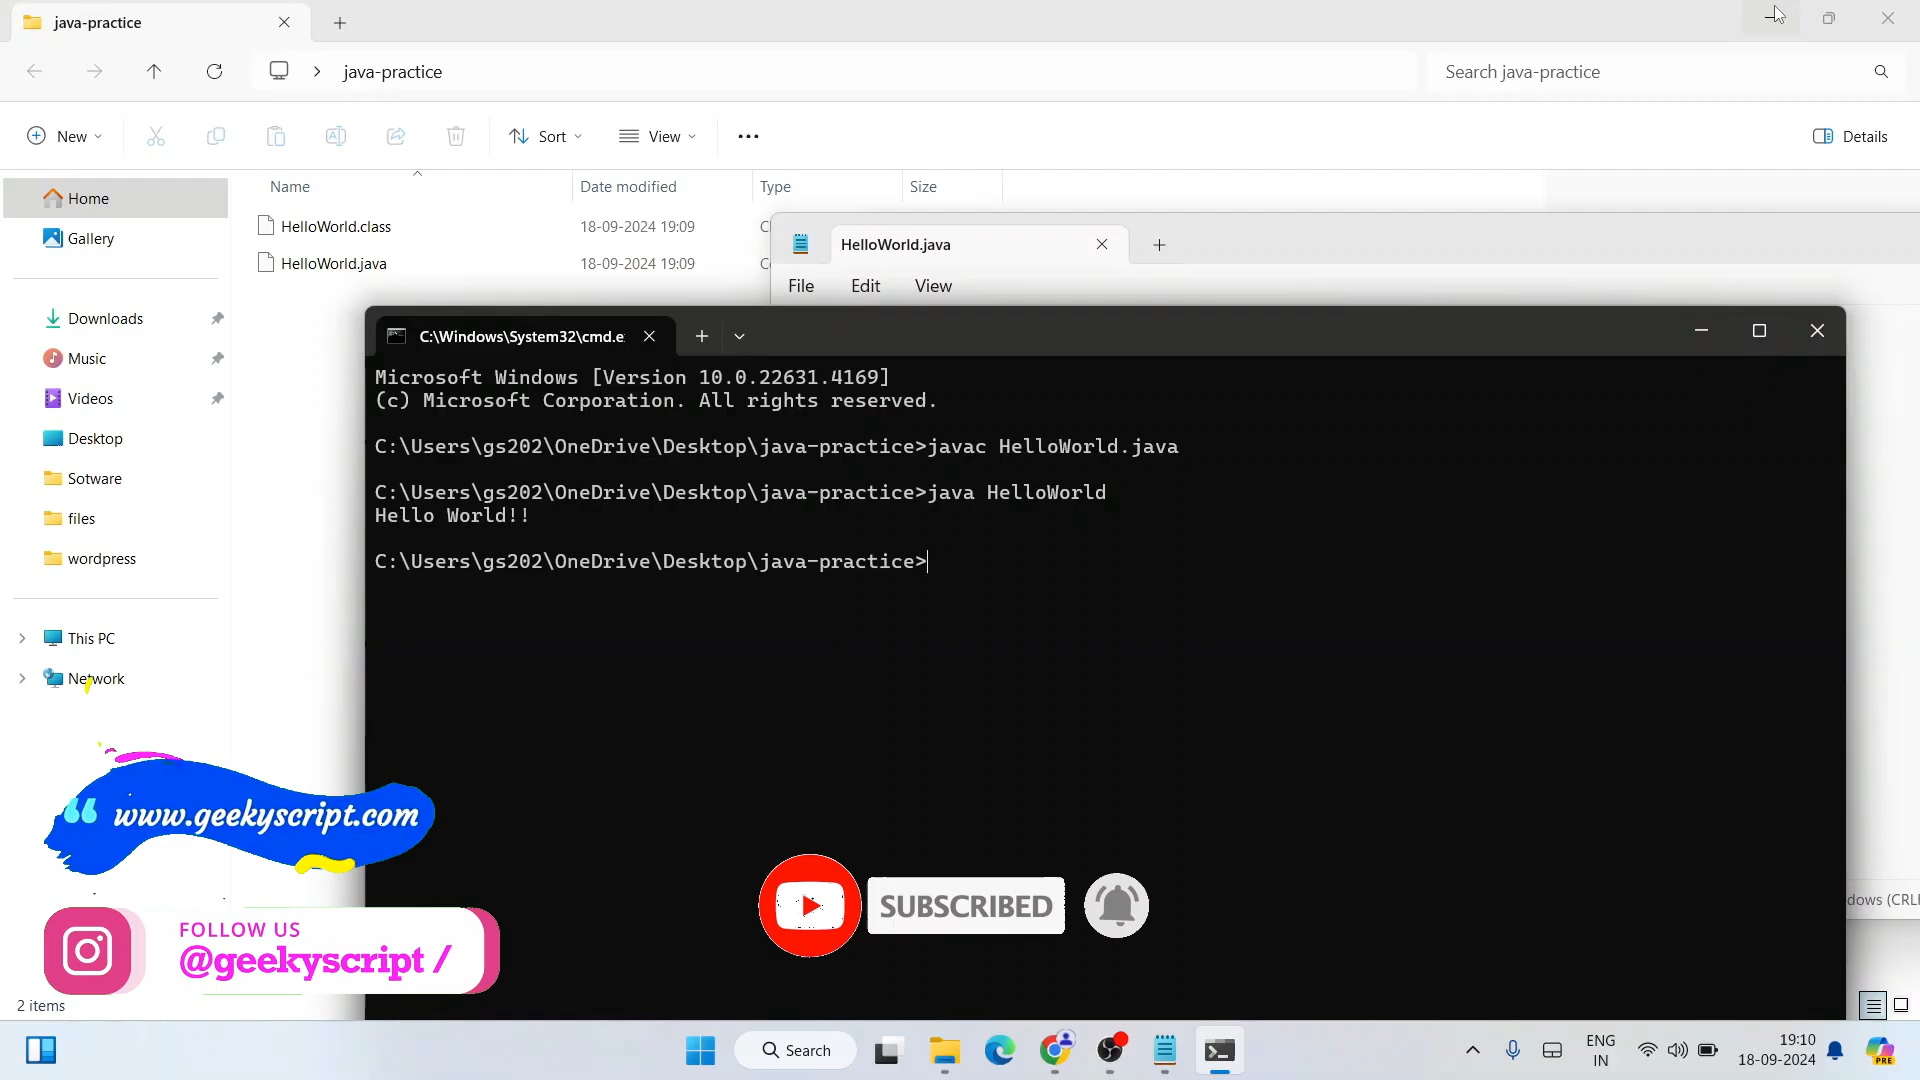 java-practice
java-practice
Search java-practice
New
Sort
View
Details
Name
Date modified
Type
Size
Home
Gallery
Downloads
Music
Videos
Desktop
Sotware
files
wordpress
This PC
Network
HelloWorld.class
18-09-2024 19:09
HelloWorld.java
18-09-2024 19:09
HelloWorld.java
File
Edit
View
C:\Windows\System32\cmd.e
Microsoft Windows [Version 10.0.22631.4169]
(c) Microsoft Corporation. All rights reserved.
C:\Users\gs202\OneDrive\Desktop\java-practice>javac HelloWorld.java
C:\Users\gs202\OneDrive\Desktop\java-practice>java HelloWorld
Hello World!!
C:\Users\gs202\OneDrive\Desktop\java-practice>
www.geekyscript.com
FOLLOW US
@geekyscript /
SUBSCRIBED
2 items
Search
ENG
IN
19:10
18-09-2024
PRE